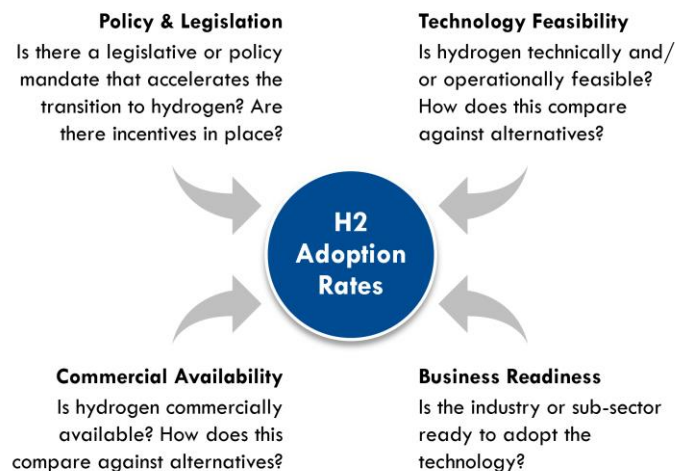 Policy & Legislation
Is there a legislative or policy
mandate that accelerates the
transition to hydrogen? Are
there incentives in place?
Technology Feasibility
Is hydrogen technically and/
or operationally feasible?
How does this compare
against alternatives?
H2
Adoption
Rates
Commercial Availability
Is hydrogen commercially
available? How does this
compare against alternatives?
Business Readiness
Is the industry or sub-sector
ready to adopt the
technology?